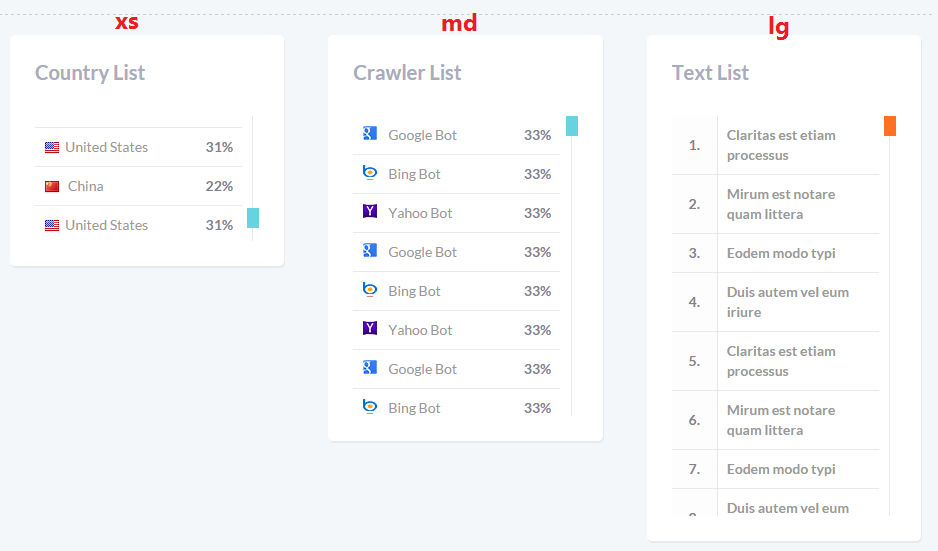 xs
md
lg
Country List
United States 31%
China 22%
United States 31%
Crawler List
Google Bot 33%
Bing Bot 33%
Yahoo Bot 33%
Google Bot 33%
Bing Bot 33%
Yahoo Bot 33%
Google Bot 33%
Bing Bot 33%
Text List
1. Claritas est etiam
processus
2. Mirum est notare
quam littera
3. Eodem modo typi
4. Duis autem vel eum
iriure
5. Claritas est etiam
processus
6. Mirum est notare
quam littera
7. Eodem modo typi
Duis autem vel eum